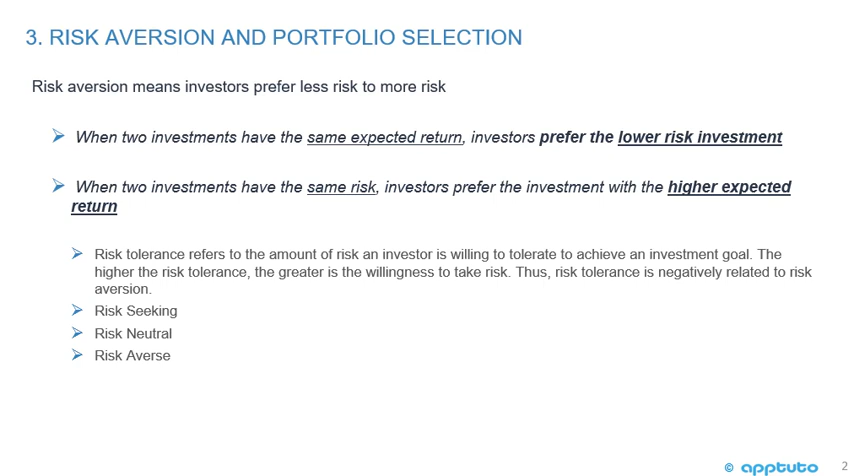 3. RISK AVERSION AND PORTFOLIO SELECTION
Risk aversion means investors prefer less risk to more risk
When two investments have the same expected return, investors prefer the lower risk investment
When two investments have the same risk, investors prefer the investment with the higher expected
return
Risk tolerance refers to the amount of risk an investor is willing to tolerate to achieve an investment goal. The
higher the risk tolerance, the greater is the willingness to take risk. Thus, risk tolerance is negatively related to risk
aversion.
Risk Seeking
Risk Neutral
Risk Averse
© apptuto 2